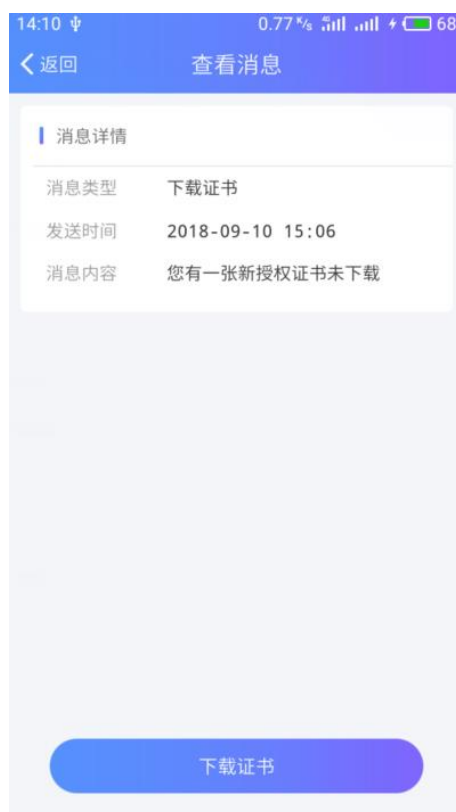 14:10 0.77 K/s 4G 68
返回 查看消息
消息详情
消息类型 下载证书
发送时间 2018-09-10 15:06
消息内容 您有一张新授权证书未下载
下载证书